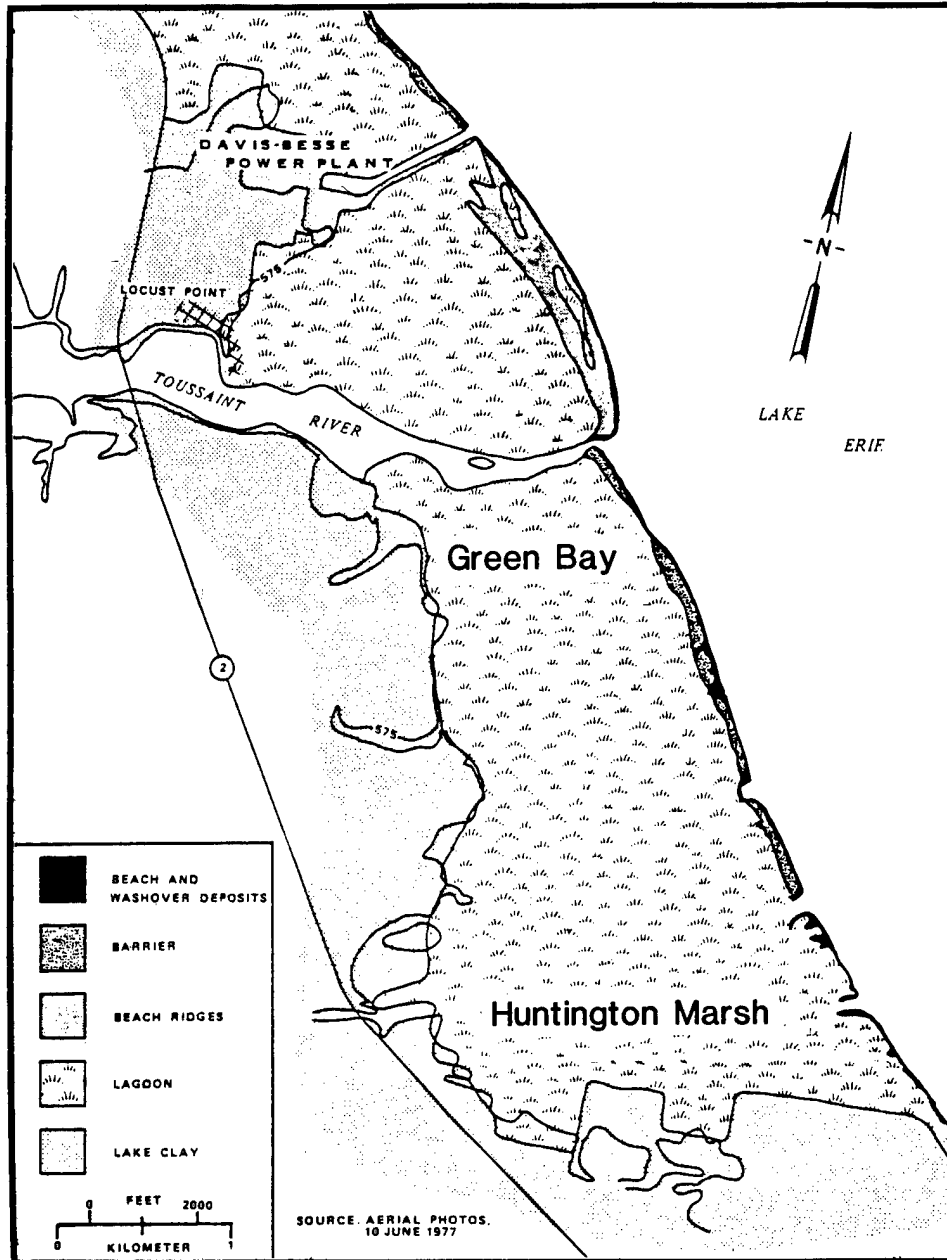 DAVIS-BESSE
POWER PLANT
576
LOCUST POINT
TOUSSAINT
RIVER
-N-
LAKE
ERIE
Green Bay
2
575
Huntington Marsh
BEACH AND
WASHOVER DEPOSITS
BARRIER
BEACH RIDGES
LAGOON
LAKE CLAY
FEET
0 2000
0 1
KILOMETER
SOURCE. AERIAL PHOTOS,
10 JUNE 1977